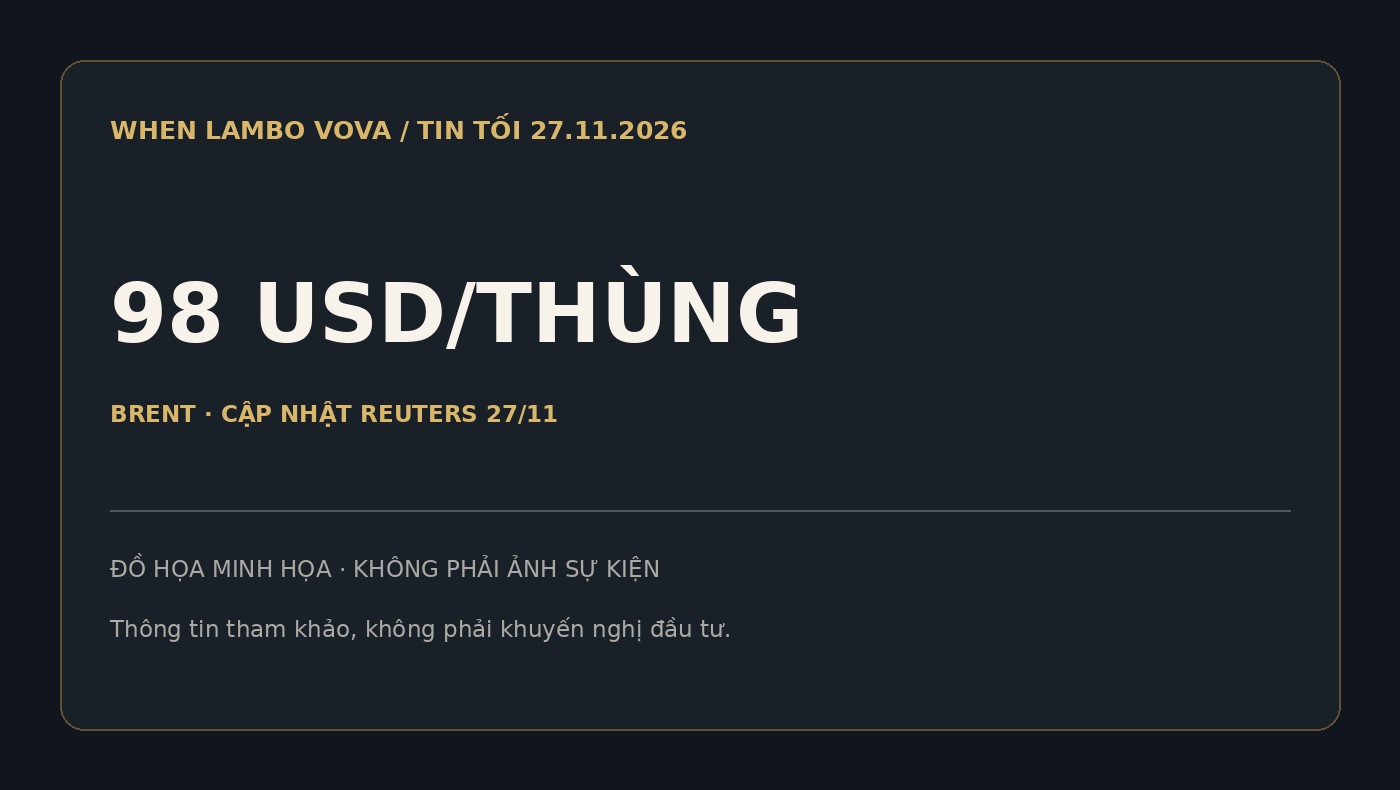 WHEN LAMBO VOVA / TIN TỐI 27.11.2026
98 USD/THÙNG
BRENT · CẬP NHẬT REUTERS 27/11
ĐỒ HỌA MINH HỌA · KHÔNG PHẢI ẢNH SỰ KIỆN
Thông tin tham khảo, không phải khuyến nghị đầu tư.